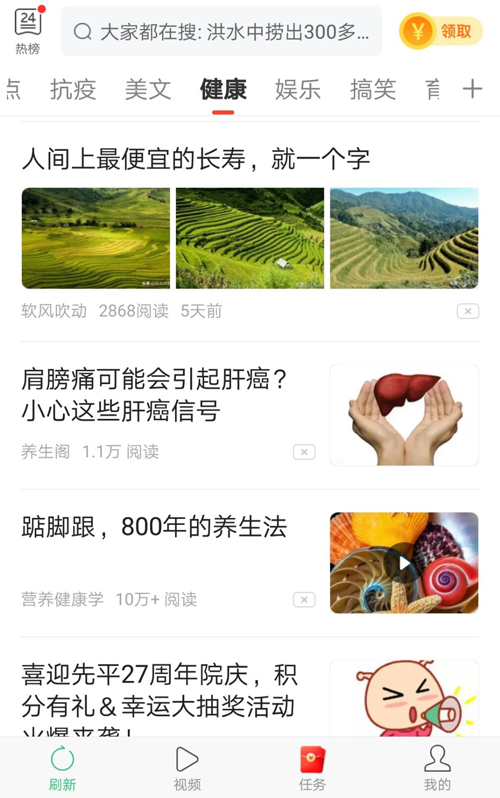 24
热榜
大家都在搜: 洪水中捞出300多...
领取
点
抗疫
美文
健康
娱乐
搞笑
人间上最便宜的长寿，就一个字
软风吹动 2868阅读 5天前
肩膀痛可能会引起肝癌？
小心这些肝癌信号
养生阁 1.1万 阅读
踮脚跟，800年的养生法
营养健康学 10万+ 阅读
喜迎先平27周年院庆，积
分有礼＆幸运大抽奖活动
火爆来袭！
刷新
视频
任务
我的